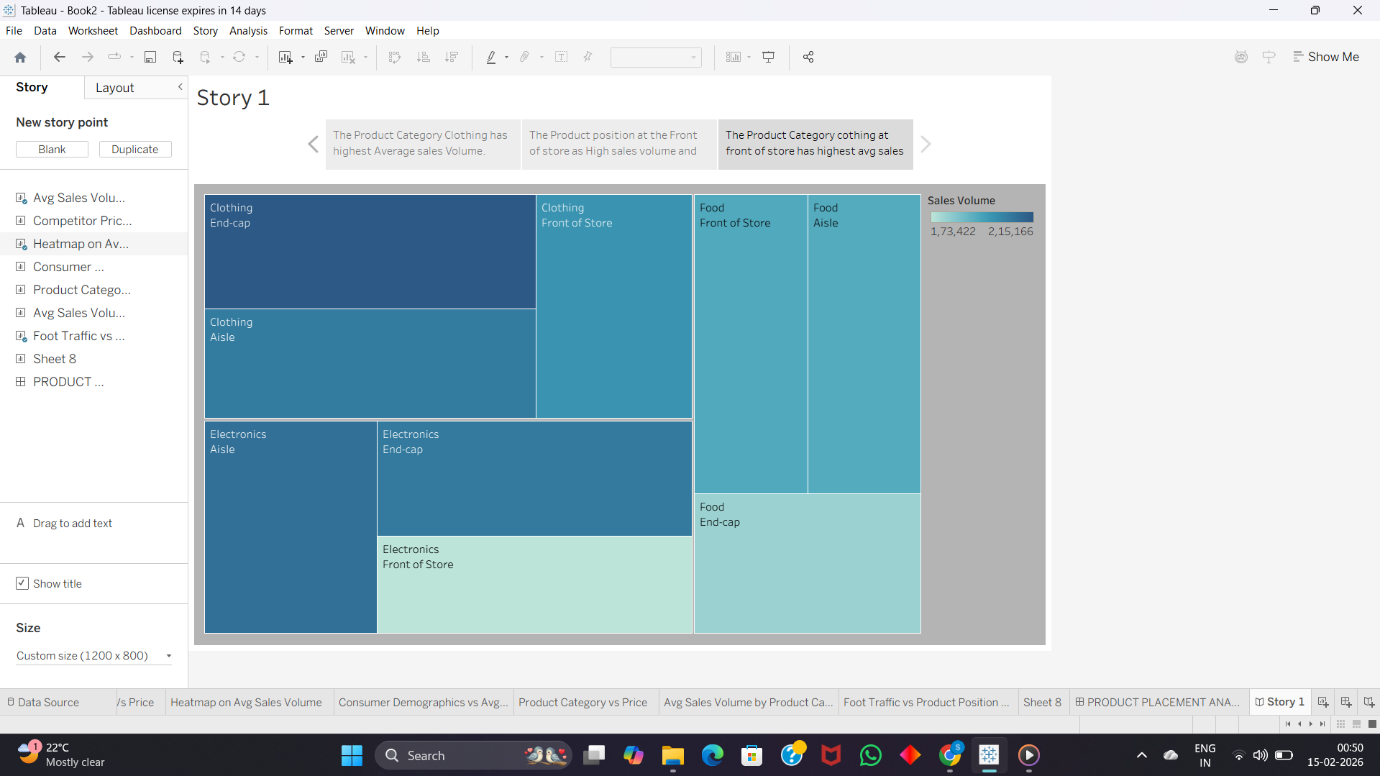 Tableau - Book2 - Tableau license expires in 14 days
File Data Worksheet Dashboard Story Analysis Format Server Window Help
Show Me
Story
Layout
New story point
Blank
Duplicate
Avg Sales Volu...
Competitor Pric...
Heatmap on Av...
Consumer ...
Product Catego...
Avg Sales Volu...
Foot Traffic vs ...
Sheet 8
PRODUCT ...
A Drag to add text
Show title
Size
Custom size (1200 x 800)
Story 1
The Product Category Clothing has
highest Average sales Volume.
The Product position at the Front
of store as High sales volume and
The Product Category cothing at
front of store has highest avg sales
Clothing
End-cap
Clothing
Front of Store
Clothing
Aisle
Food
Front of Store
Food
Aisle
Electronics
Aisle
Electronics
End-cap
Electronics
Front of Store
Food
End-cap
Sales Volume
1,73,422 2,15,166
Data Source
/s Price
Heatmap on Avg Sales Volume
Consumer Demographics vs Avg...
Product Category vs Price
Avg Sales Volume by Product Ca...
Foot Traffic vs Product Position ...
Sheet 8
PRODUCT PLACEMENT ANA...
Story 1
1
22°C
Mostly clear
Search
S
ENG
IN
00:50
15-02-2026